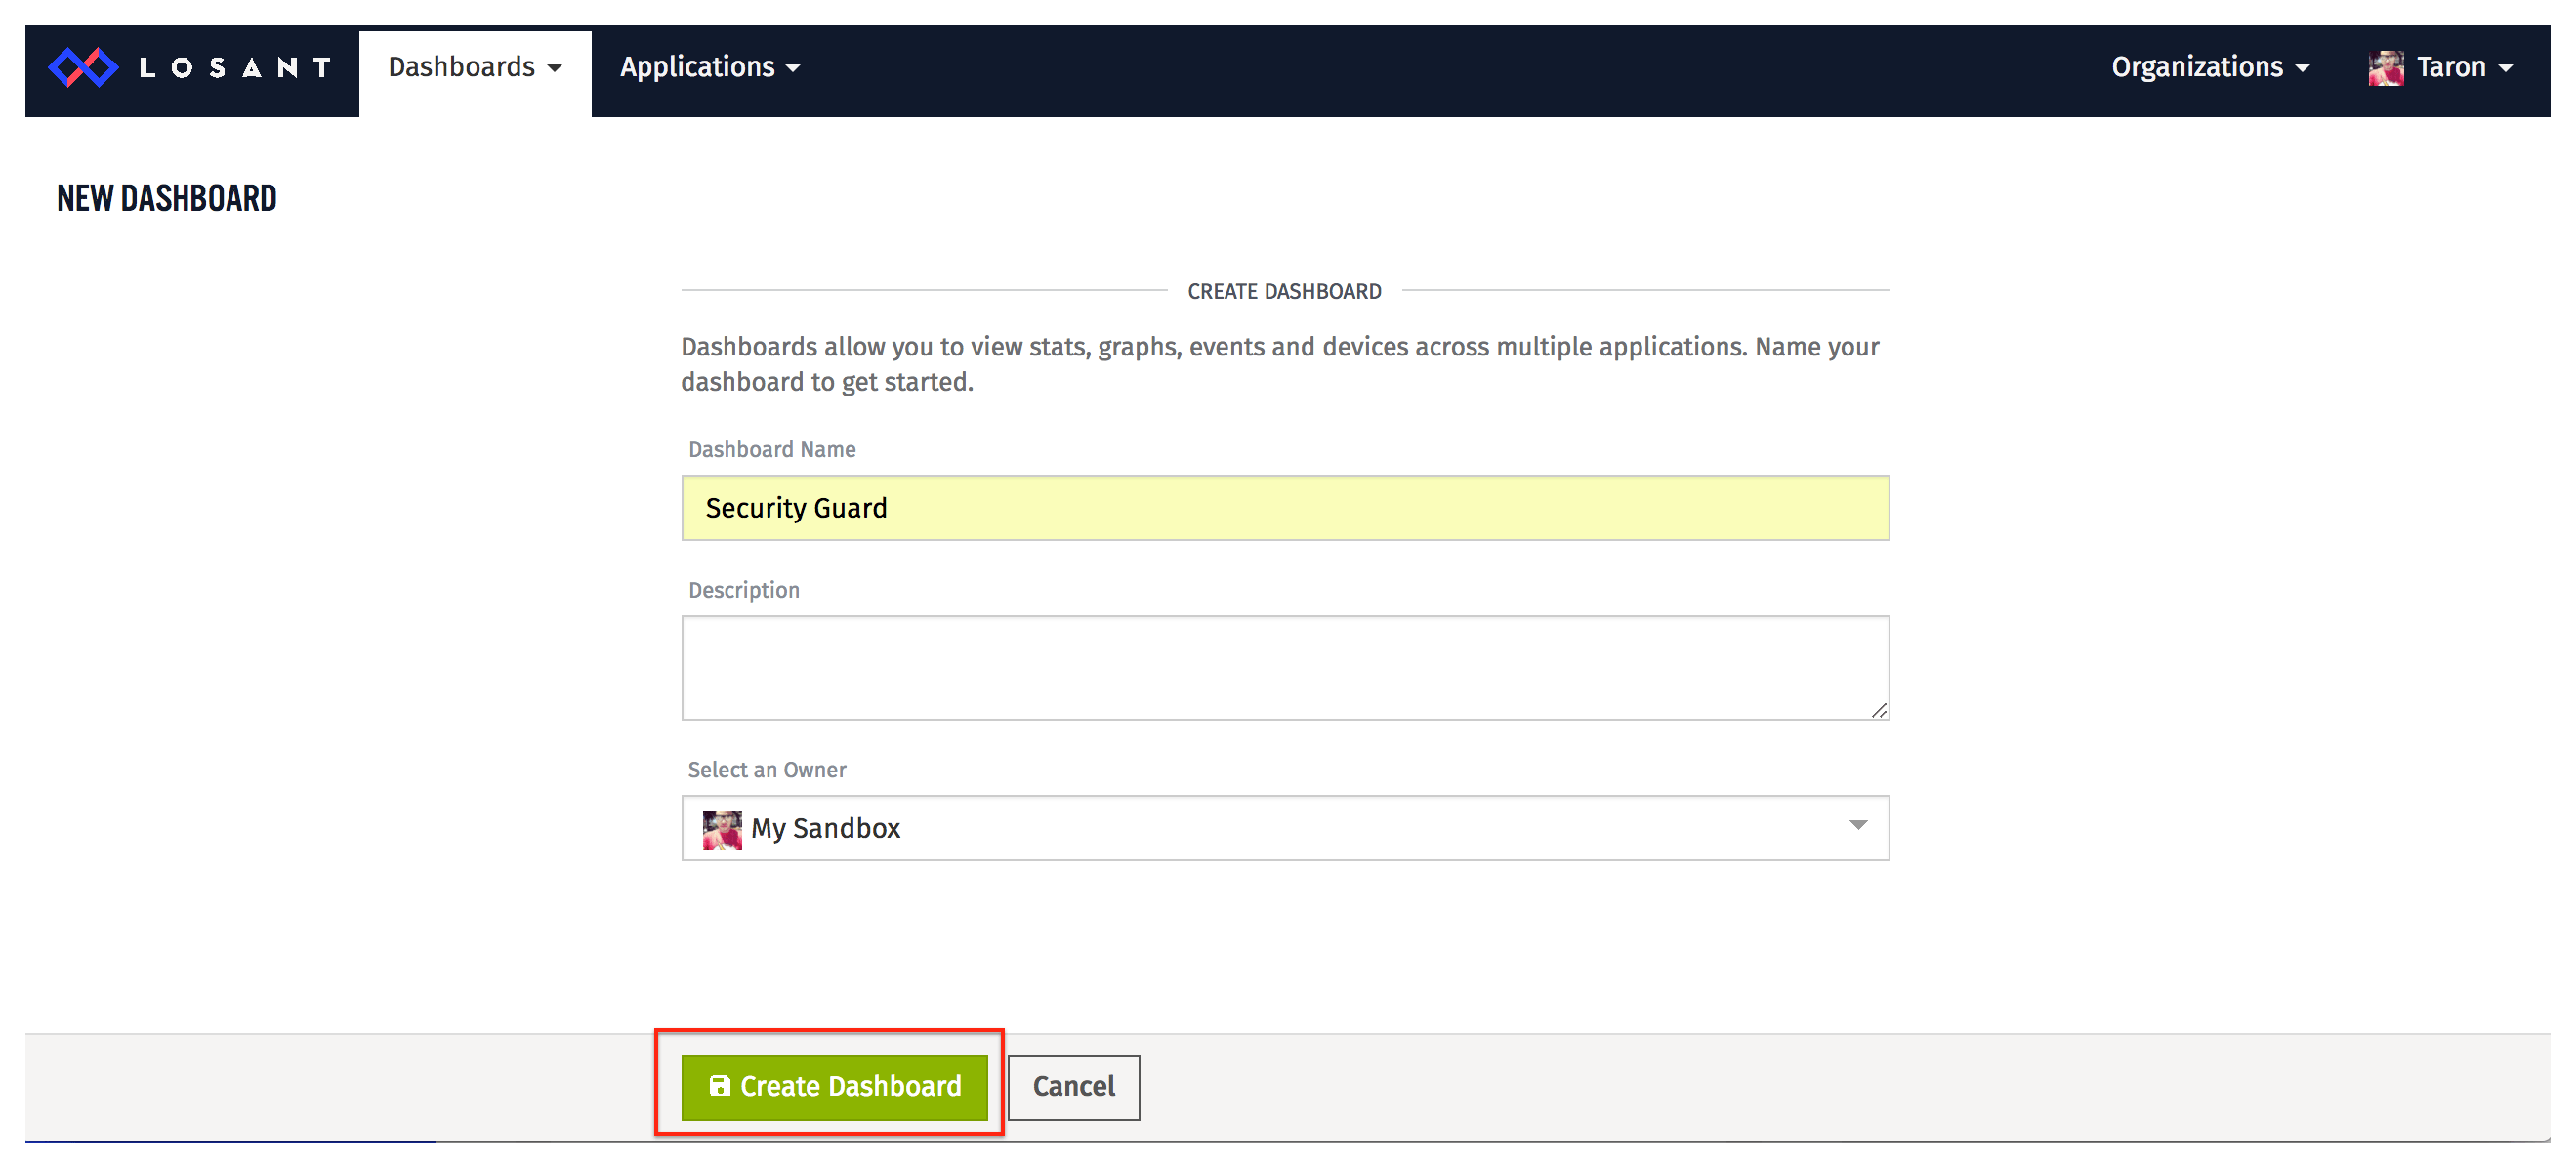 LOSANT Dashboards Applications Organizations Taron
NEW DASHBOARD
CREATE DASHBOARD
Dashboards allow you to view stats, graphs, events and devices across multiple applications. Name your
dashboard to get started.
Dashboard Name
Security Guard
Description
Select an Owner
My Sandbox
Create Dashboard Cancel